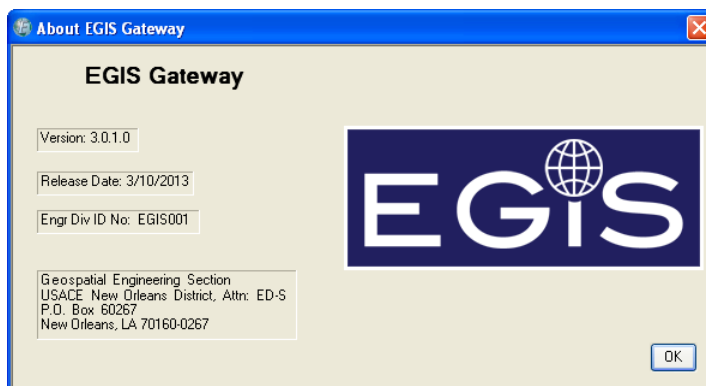 About EGIS Gateway
EGIS Gateway
Version: 3.0.1.0
Release Date: 3/10/2013
Engr Div ID No: EGIS001
EGiS
Geospatial Engineering Section
USACE New Orleans District, Attn: ED-S
P.O. Box 60267
New Orleans, LA 70160-0267
OK